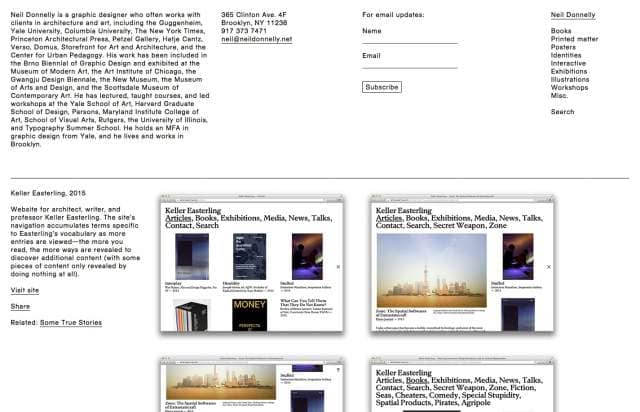 Neil Donnelly is a graphic designer who often works with
clients in architecture and art, including the Guggenheim,
Yale University, Columbia University, The New York Times,
Princeton Architectural Press, Petzel Gallery, Hatje Cantz,
Verso, Domus, Storefront for Art and Architecture, and the
Center for Urban Pedagogy. His work has been included in
the Brno Biennial of Graphic Design and exhibited at the
Museum of Modern Art, the Art Institute of Chicago, the
Gwangju Design Biennale, the New Museum, the Museum
of Arts and Design, and the Scottsdale Museum of
Contemporary Art. He has lectured, taught courses, and led
workshops at the Yale School of Art, Harvard Graduate
School of Design, Parsons, Maryland Institute College of
Art, School of Visual Arts, Rutgers, the University of Illinois,
and Typography Summer School. He holds an MFA in
graphic design from Yale, and he lives and works in
Brooklyn.
365 Clinton Ave. 4F
Brooklyn, NY 11238
917 373 7471
neil@neildonnelly.net
For email updates:
Name
Email
Subscribe
Neil Donnelly
Books
Printed matter
Posters
Identities
Interactive
Exhibitions
Illustrations
Workshops
Misc.
Search
Keller Easterling, 2015
Website for architect, writer, and
professor Keller Easterling. The site's
navigation accumulates terms specific
to Easterling's vocabulary as more
entries are viewed—the more you
read, the more ways are revealed to
discover additional content (with some
pieces of content only revealed by
doing nothing at all).
Visit site
Share
Related: Some True Stories
Keller Easterling
Articles, Books, Exhibitions, Media, News, Talks,
Contact, Search
MONEY
What Can You Tell Them
That They Do Not Know?
Keller Easterling
Articles, Books, Exhibitions, Media, News, Talks,
Contact, Search, Secret Weapon, Zone
Zone: The Spatial Softwares
of Extrastatecraft
Keller Easterling
Articles, Books, Exhibitions, Media, News, Talks,
Contact, Search, Secret Weapon, Zone, Fiction,
Seas, Cheaters, Comedy, Special Stupidity,
Spatial Products, Pirates, Agripole